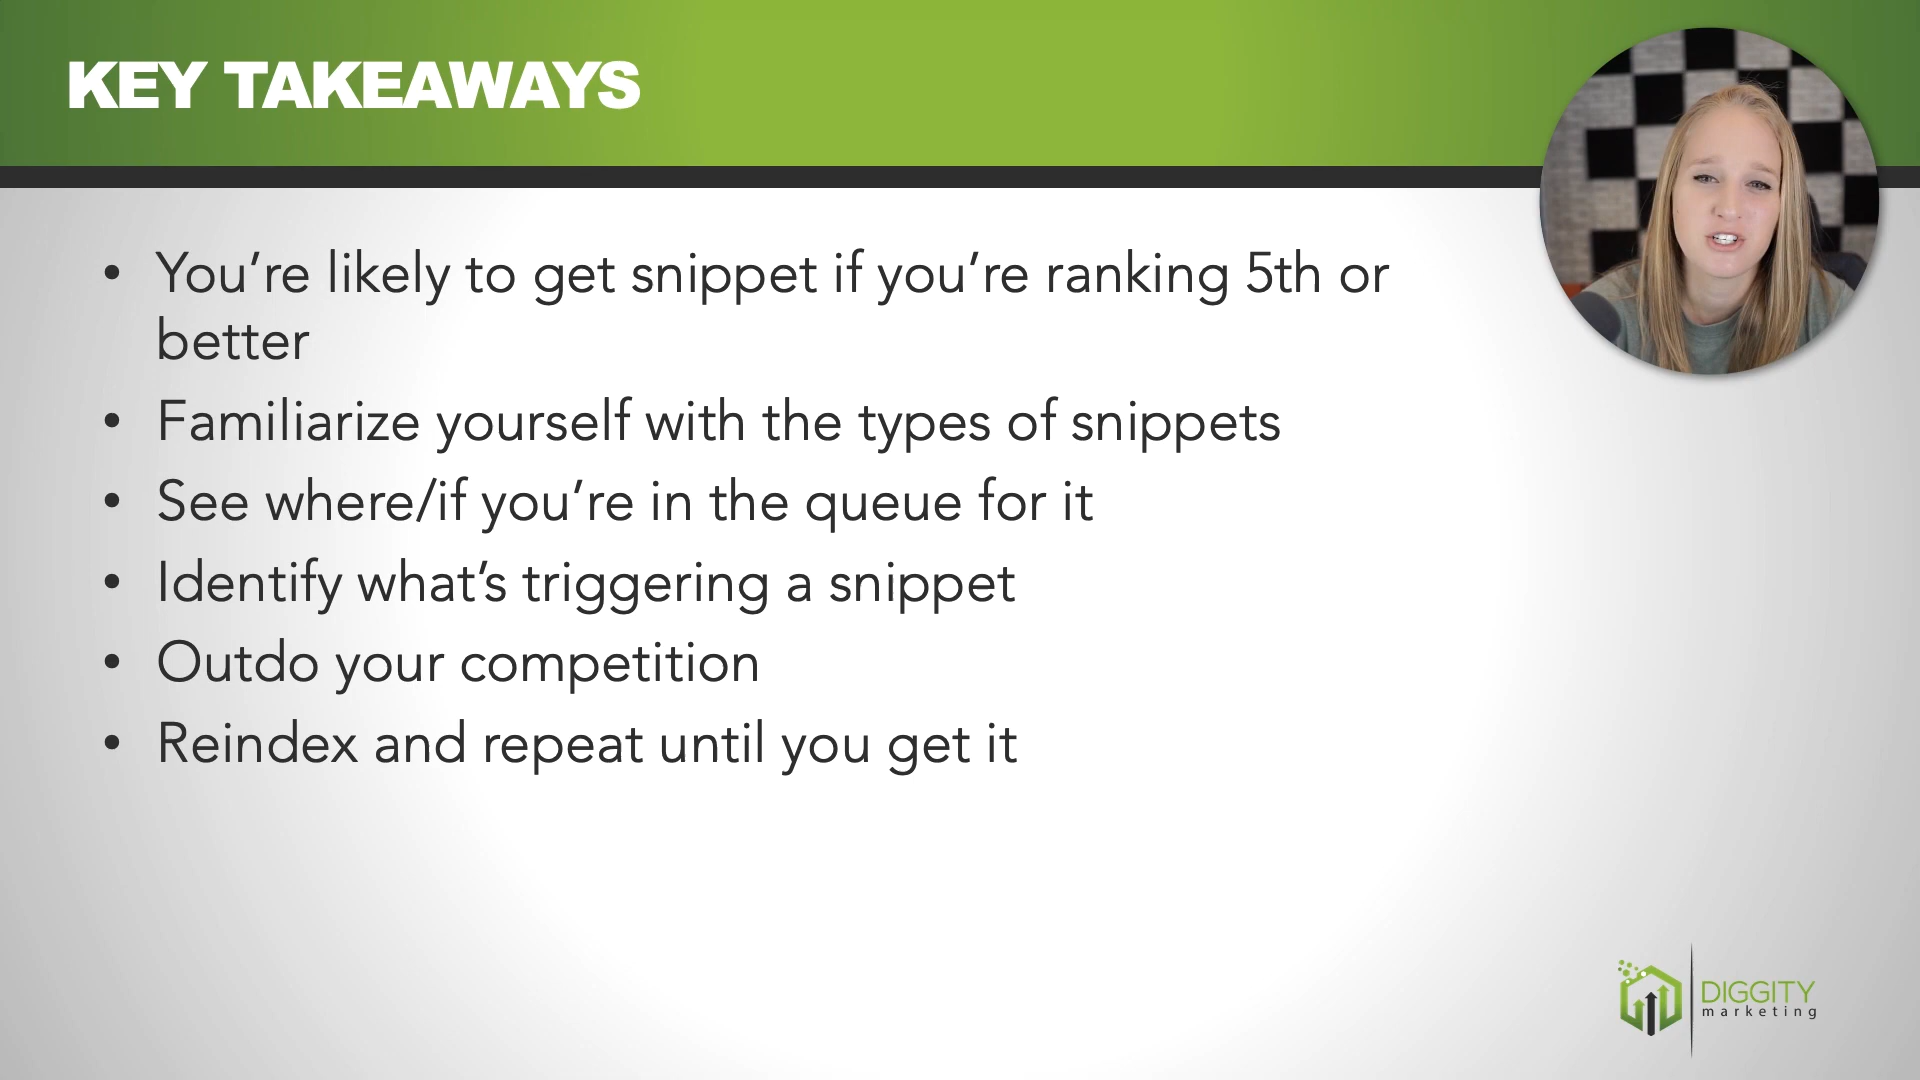 KEY TAKEAWAYS
• You’re likely to get snippet if you’re ranking 5th or
better
• Familiarize yourself with the types of snippets
• See where/if you’re in the queue for it
• Identify what’s triggering a snippet
• Outdo your competition
• Reindex and repeat until you get it
DIGGITY
marketing